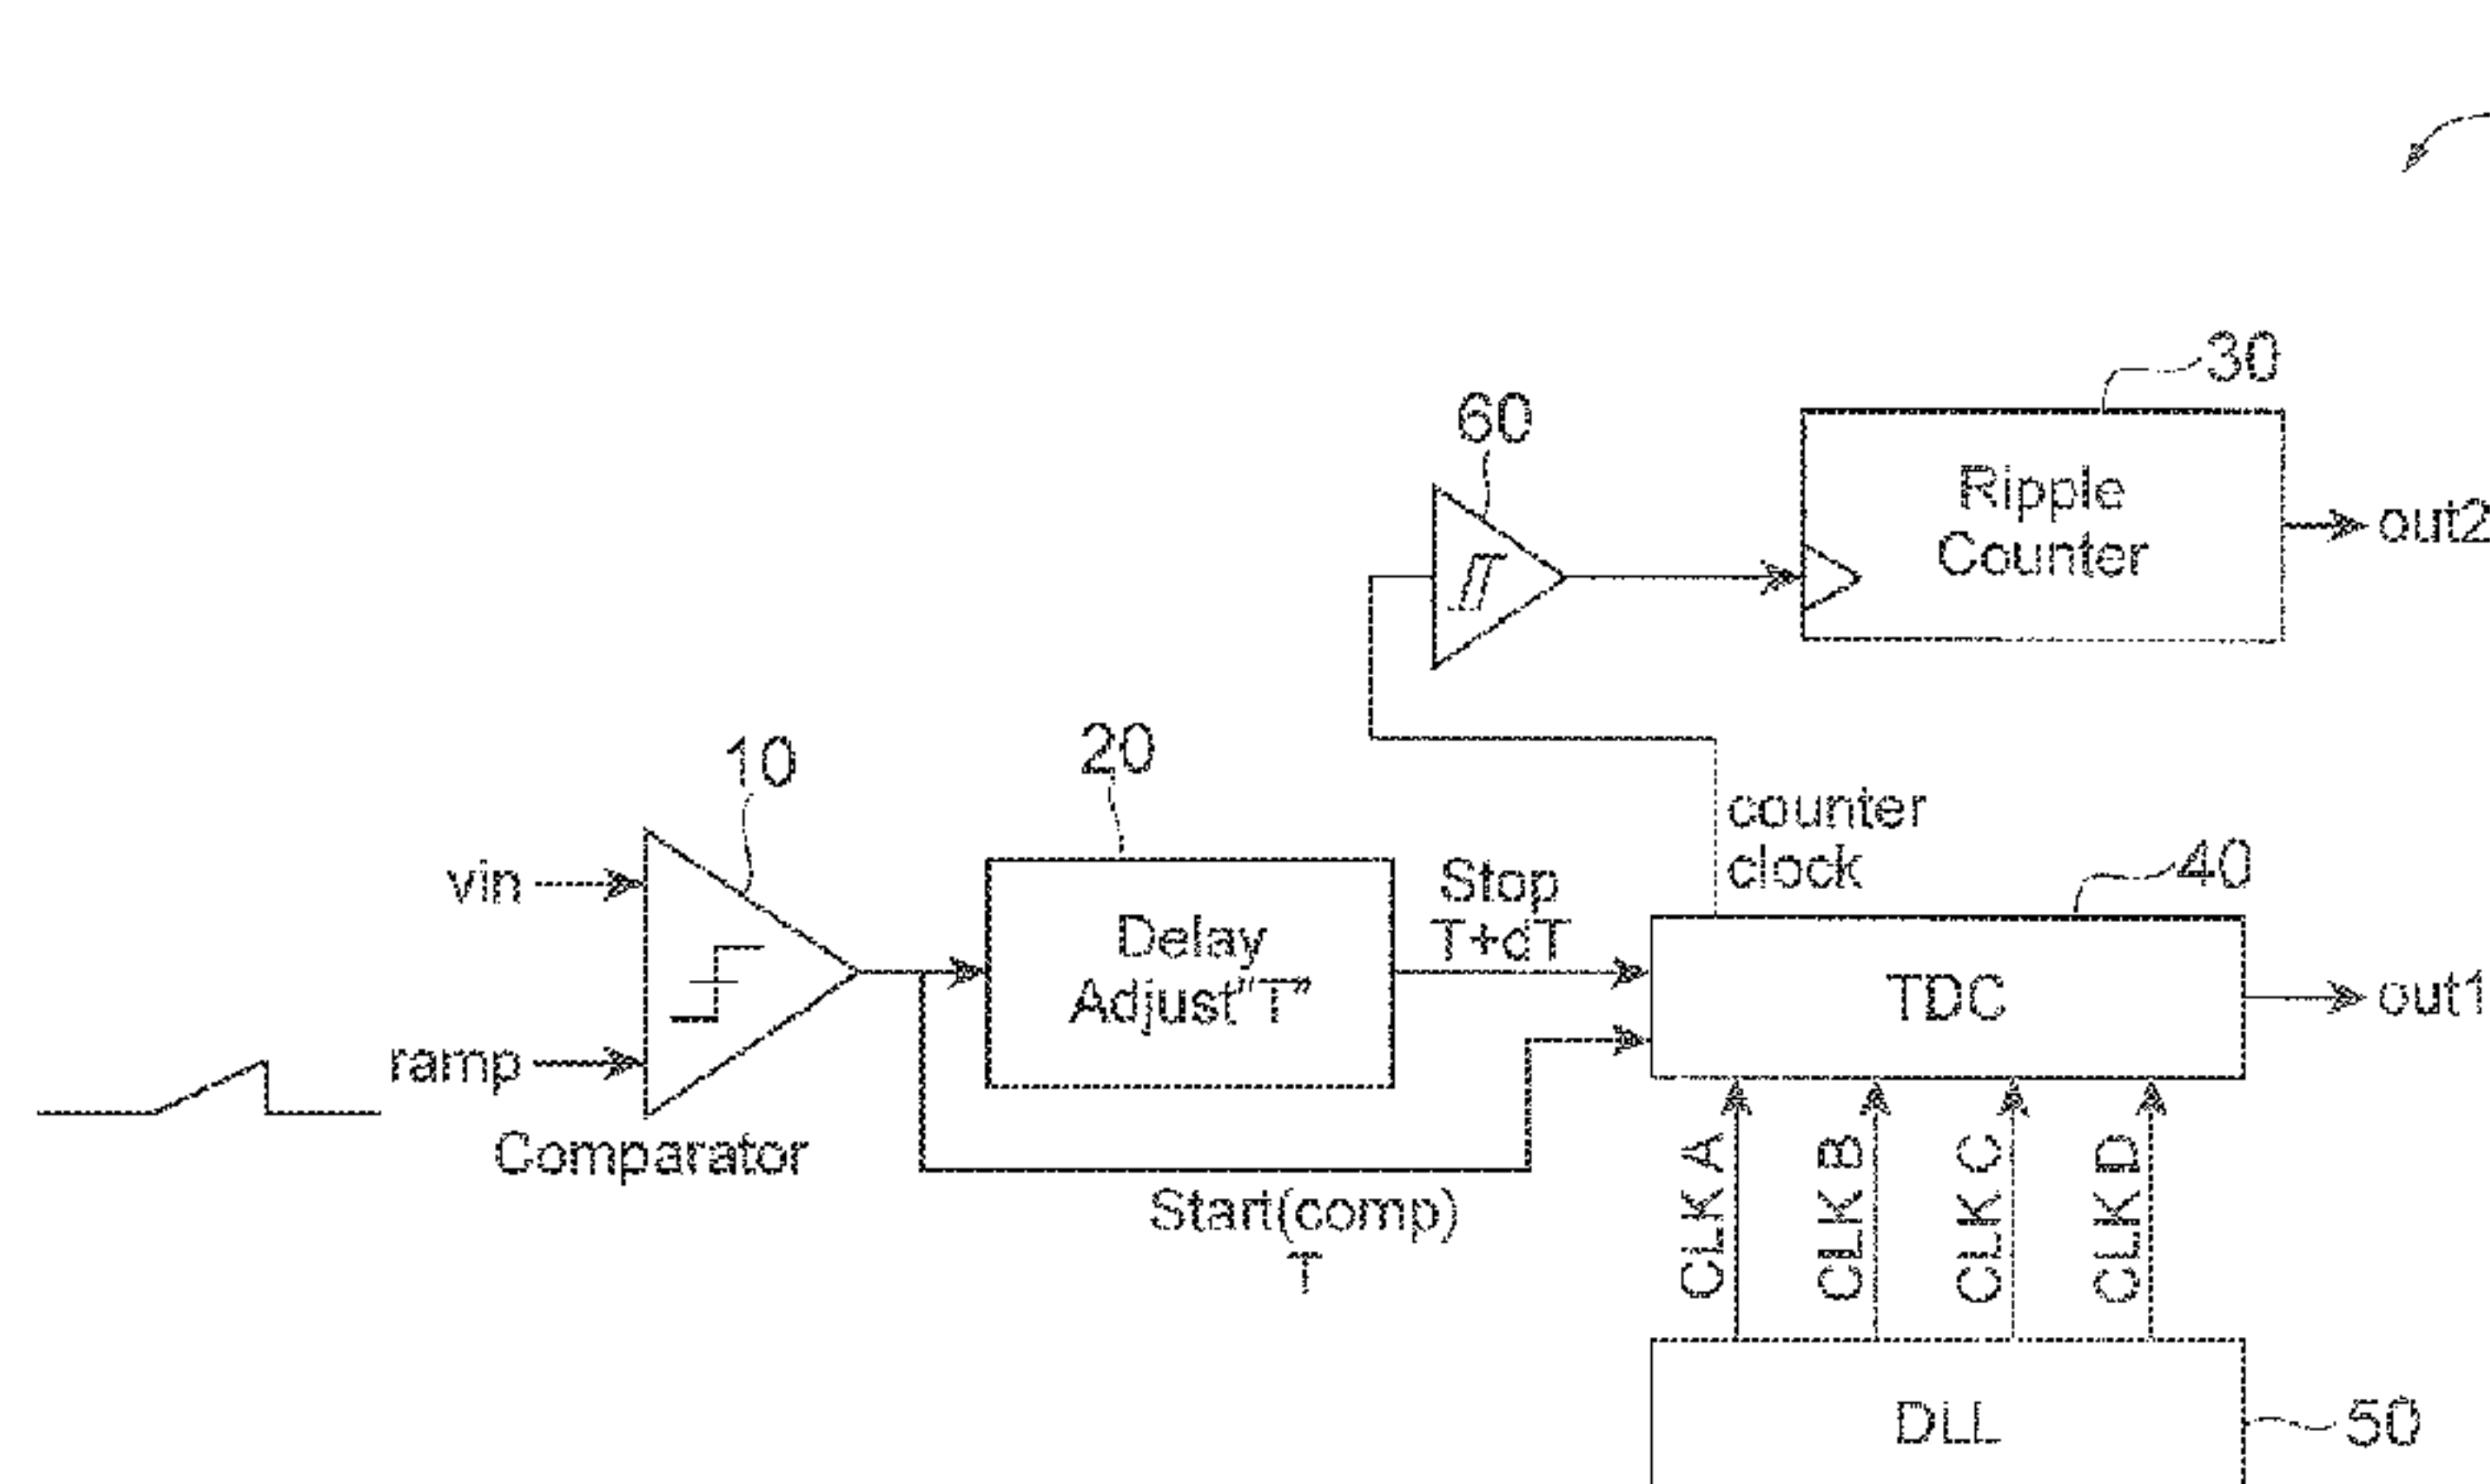 30
60
Ripple
Counter
out2
10
20
counter
clock
40
vin
Delay
Adjust"T"
Stop
T+dT
TDC
out1
ramp
Comparator
Start(comp)
T
CLK A
CLK B
CLK C
CLK D
DLL
50